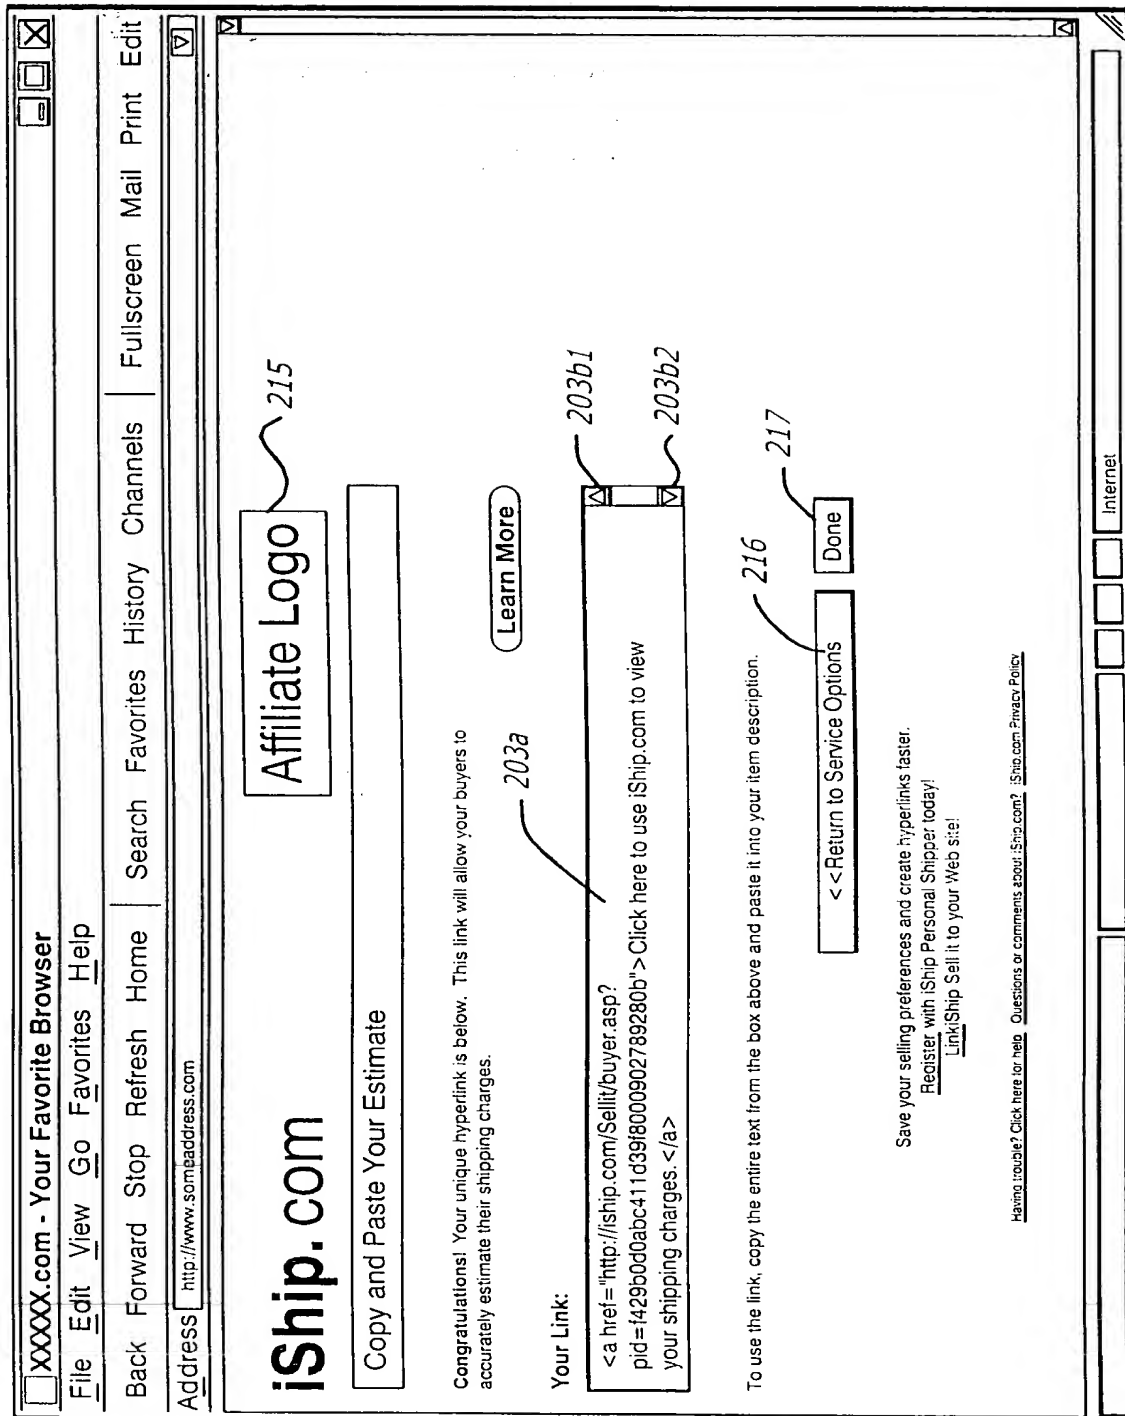 XXXXX.com - Your Favorite Browser
File Edit View Go Favorites Help
Back Forward Stop Refresh Home Search Favorites History Channels Fullscreen Mail Print Edit
Address http://www.someaddress.com
iShip.com
Affiliate Logo
215
Copy and Paste Your Estimate
Congratulations! Your unique hyperlink is below. This link will allow your buyers to
accurately estimate their shipping charges.
Learn More
Your Link:
203a
203b1
<a href="http://iship.com/Sellit/buyer.asp?
pid=f429b0d0abc411d39f8000902789280b">Click here to use iShip.com to view
your shipping charges.</a>
203b2
To use the link, copy the entire text from the box above and paste it into your item description.
216
217
<<Return to Service Options
Done
Save your selling preferences and create hyperlinks faster.
Register with iShip Personal Shipper today!
LinkiShip Sell it to your Web site!
Having trouble? Click here for help Questions or comments about iShip.com? iShip.com Privacy Policy
Internet